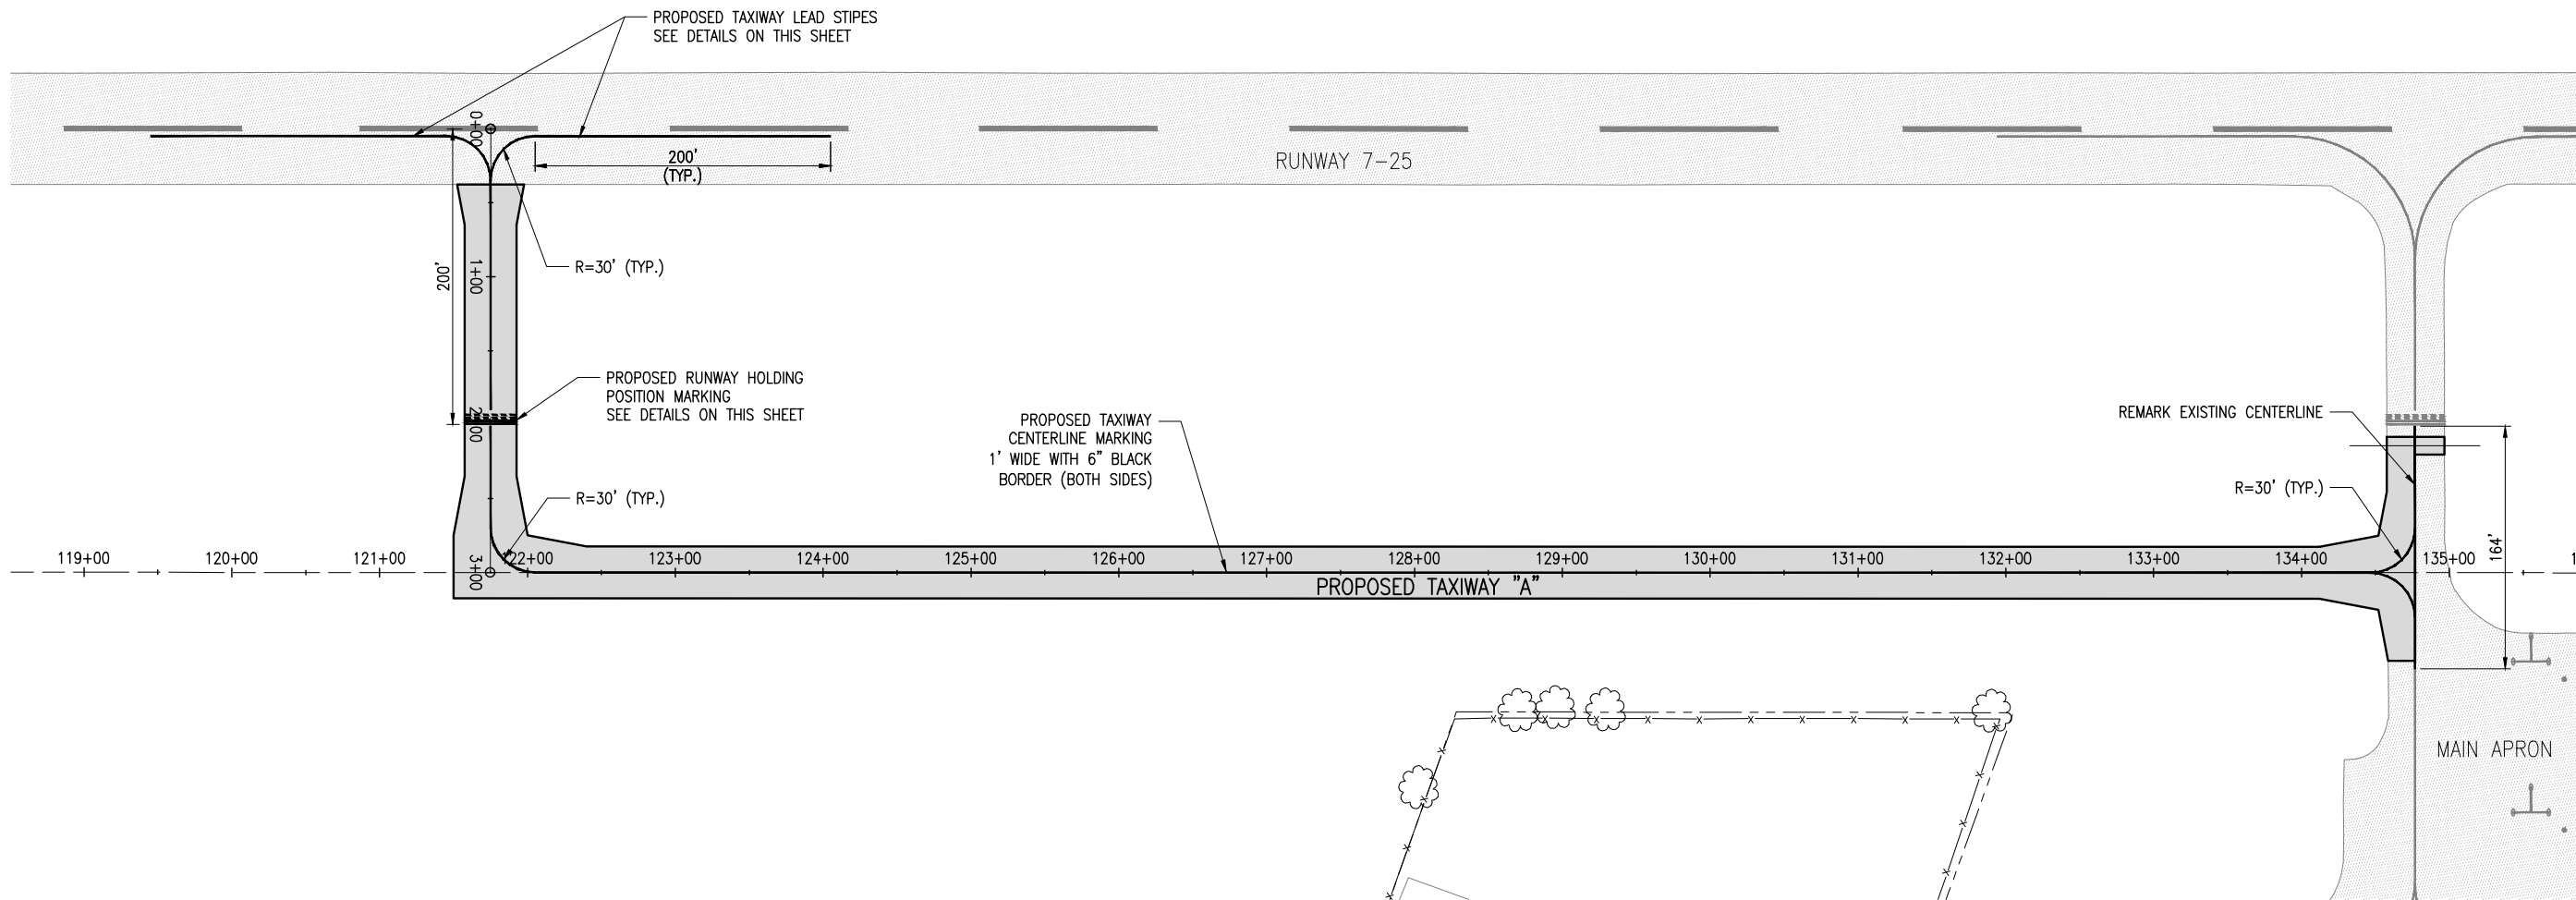 PROPOSED TAXIWAY LEAD STIPES
SEE DETAILS ON THIS SHEET
0+00
200'
(TYP.)
RUNWAY 7-25
200'
1+00
R=30' (TYP.)
PROPOSED RUNWAY HOLDING
POSITION MARKING
SEE DETAILS ON THIS SHEET
2+00
PROPOSED TAXIWAY
CENTERLINE MARKING
1' WIDE WITH 6" BLACK
BORDER (BOTH SIDES)
REMARK EXISTING CENTERLINE
R=30' (TYP.)
R=30' (TYP.)
164'
3+00
119+00
120+00
121+00
122+00
123+00
124+00
125+00
126+00
127+00
128+00
129+00
130+00
131+00
132+00
133+00
134+00
135+00
PROPOSED TAXIWAY "A"
MAIN APRON